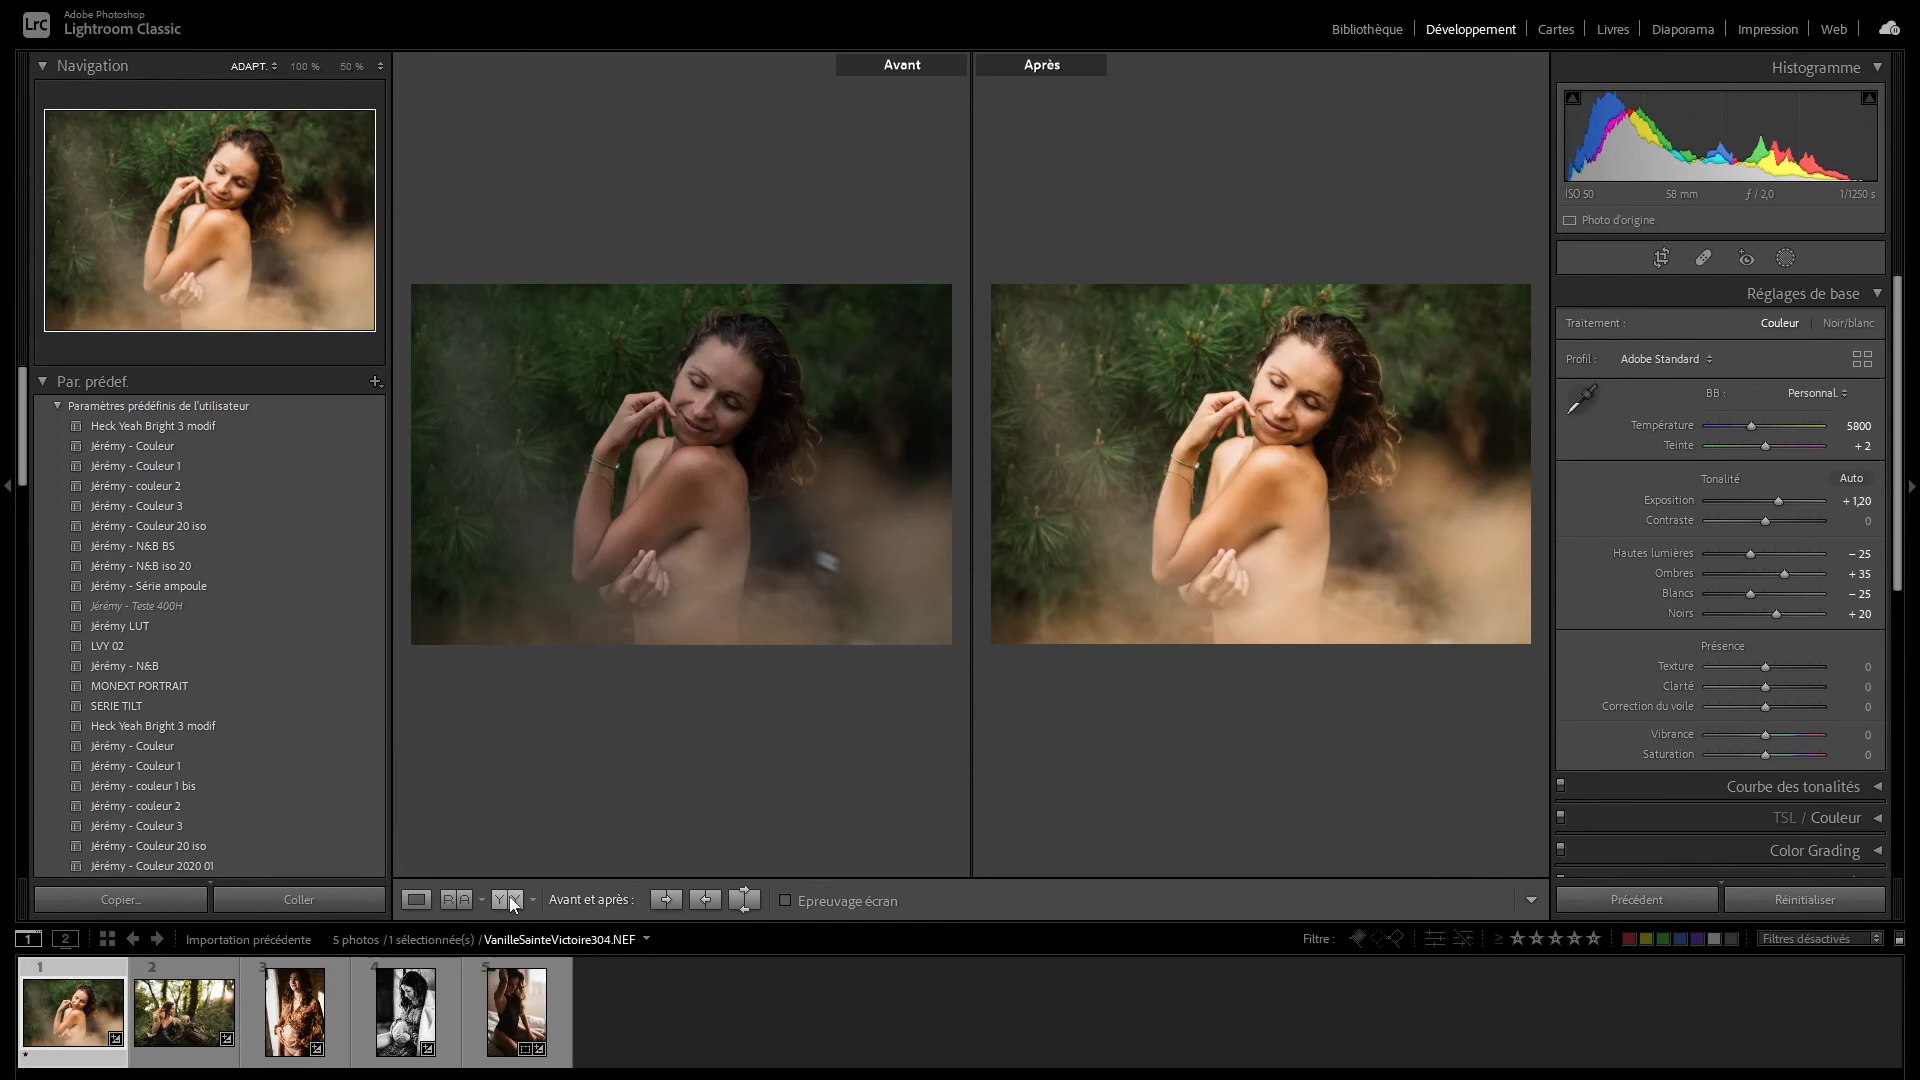 Adobe Photoshop
LrC Lightroom Classic
Bibliothèque | Développement | Cartes | Livres | Diaporama | Impression | Web
Navigation ADAPT. 100 % 50 %
Avant Après
Histogramme
ISO 50 58 mm ƒ / 2,0 1/1250 s
Photo d'origine
Réglages de base
Traitement : Couleur | Noir/blanc
Profil : Adobe Standard
BB : Personnal.
Température 5800
Teinte + 2
Tonalité Auto
Exposition + 1,20
Contraste 0
Hautes lumières – 25
Ombres + 35
Blancs – 25
Noirs + 20
Présence
Texture 0
Clarté 0
Correction du voile 0
Vibrance 0
Saturation 0
Courbe des tonalités
TSL / Couleur
Color Grading
Par. prédéf.
Paramètres prédéfinis de l'utilisateur
Heck Yeah Bright 3 modif
Jérémy - Couleur
Jérémy - Couleur 1
Jérémy - couleur 2
Jérémy - Couleur 3
Jérémy - Couleur 20 iso
Jérémy - N&B BS
Jérémy - N&B iso 20
Jérémy - Série ampoule
Jérémy - Teste 400H
Jérémy LUT
LVY 02
Jérémy - N&B
MONEXT PORTRAIT
SERIE TILT
Heck Yeah Bright 3 modif
Jérémy - Couleur
Jérémy - Couleur 1
Jérémy - couleur 1 bis
Jérémy - couleur 2
Jérémy - Couleur 3
Jérémy - Couleur 20 iso
Jérémy - Couleur 2020 01
Copier... Coller
R A Y Y Avant et après : Epreuvage écran
Précédent Réinitialiser
1 2 Importation précédente 5 photos /1 sélectionnée(s) /VanilleSainteVictoire304.NEF
Filtre : ≥ Filtres désactivés
1 2 3 4 5